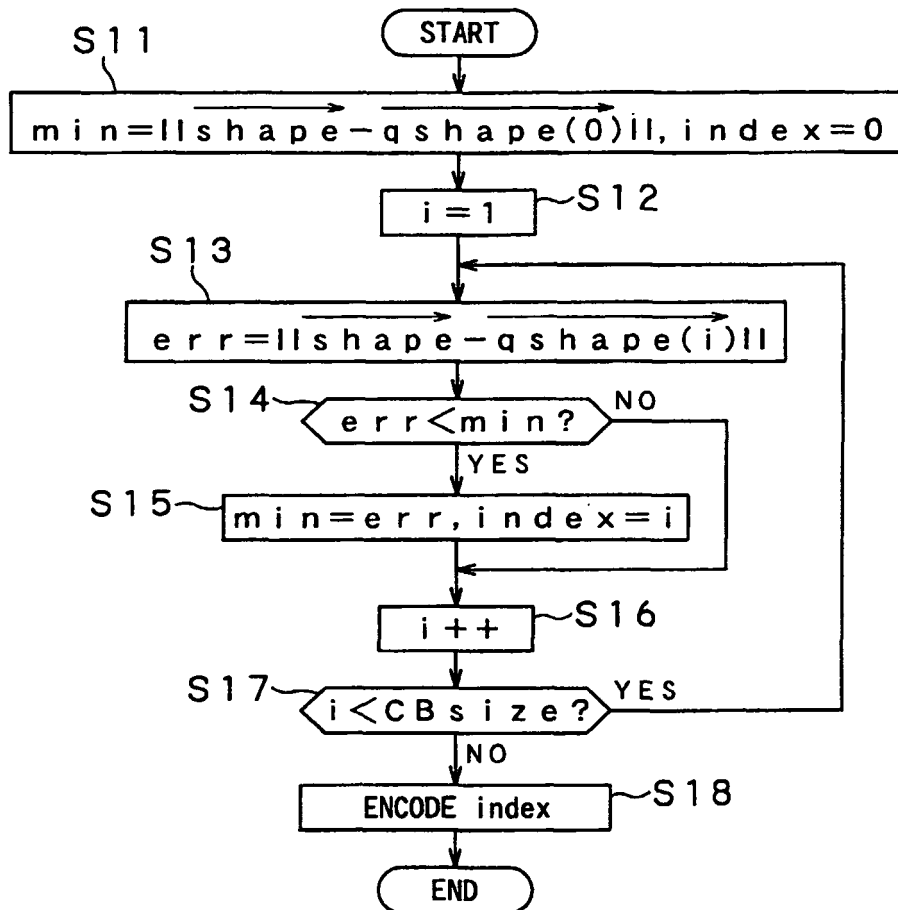 START
S11
min=||shape-qshape(0)||, index=0
i=1
S12
S13
err=||shape-qshape(i)||
S14
err<min?
NO
YES
S15
min=err, index=i
i++
S16
S17
i<CBsize?
YES
NO
ENCODE index
S18
END